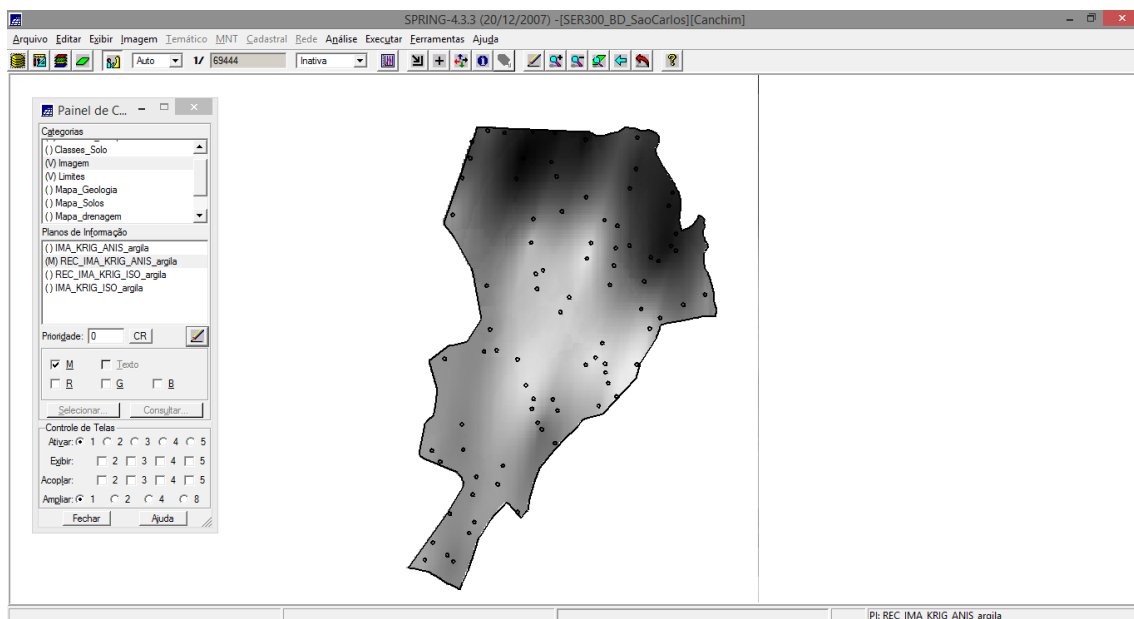 SPRING-4.3.3 (20/12/2007) -[SER300_BD_SaoCarlos][Canchim]
Arquivo Editar Exibir Imagem Temático MNT Cadastral Rede Análise Executar Ferramentas Ajuda
Auto 1/ 69444 Inativa
Painel de C...
Categorias
() Classes_Solo
(V) Imagem
(V) Limites
() Mapa_Geologia
() Mapa_Solos
() Mapa_drenagem
Planos de Informação
() IMA_KRIG_ANIS_argila
(M) REC_IMA_KRIG_ANIS_argila
() REC_IMA_KRIG_ISO_argila
() IMA_KRIG_ISO_argila
Prioridade: 0 CR
M Texto
R G B
Selecionar... Consultar...
Controle de Telas
Ativar: 1 2 3 4 5
Exibir: 2 3 4 5
Acoplar: 2 3 4 5
Ampliar: 1 2 4 8
Fechar Ajuda
PI: REC_IMA_KRIG_ANIS_argila